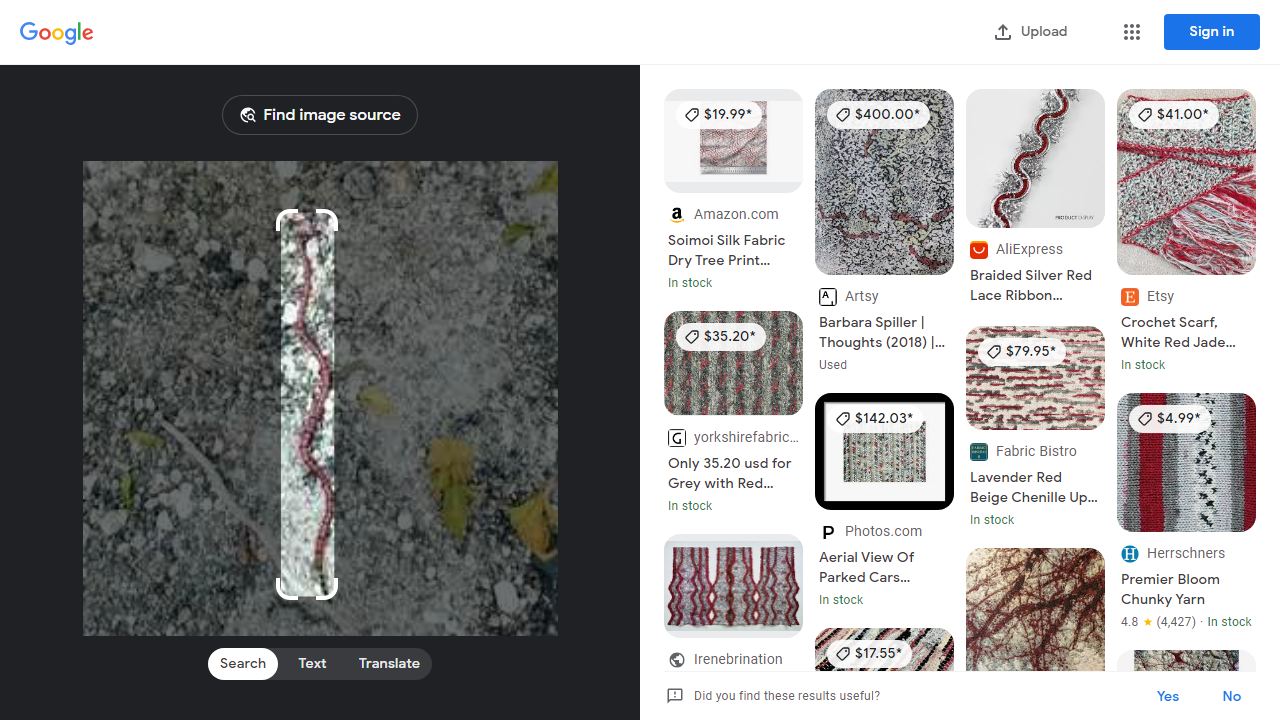 Google
Upload
Sign in
Find image source
Search
Text
Translate
$19.99*
Amazon.com
Soimoi Silk Fabric
Dry Tree Print...
In stock
$35.20*
yorkshirefabric...
Only 35.20 usd for
Grey with Red...
In stock
Irenebrination
$400.00*
Artsy
Barbara Spiller |
Thoughts (2018) |...
Used
$142.03*
Photos.com
Aerial View Of
Parked Cars...
In stock
$17.55*
PRODUCT DISPLAY
AliExpress
Braided Silver Red
Lace Ribbon...
$79.95*
Fabric Bistro
Lavender Red
Beige Chenille Up...
In stock
$41.00*
Etsy
Crochet Scarf,
White Red Jade...
In stock
$4.99*
Herrschners
Premier Bloom
Chunky Yarn
4.8 ★ (4,427) · In stock
Did you find these results useful?
Yes
No